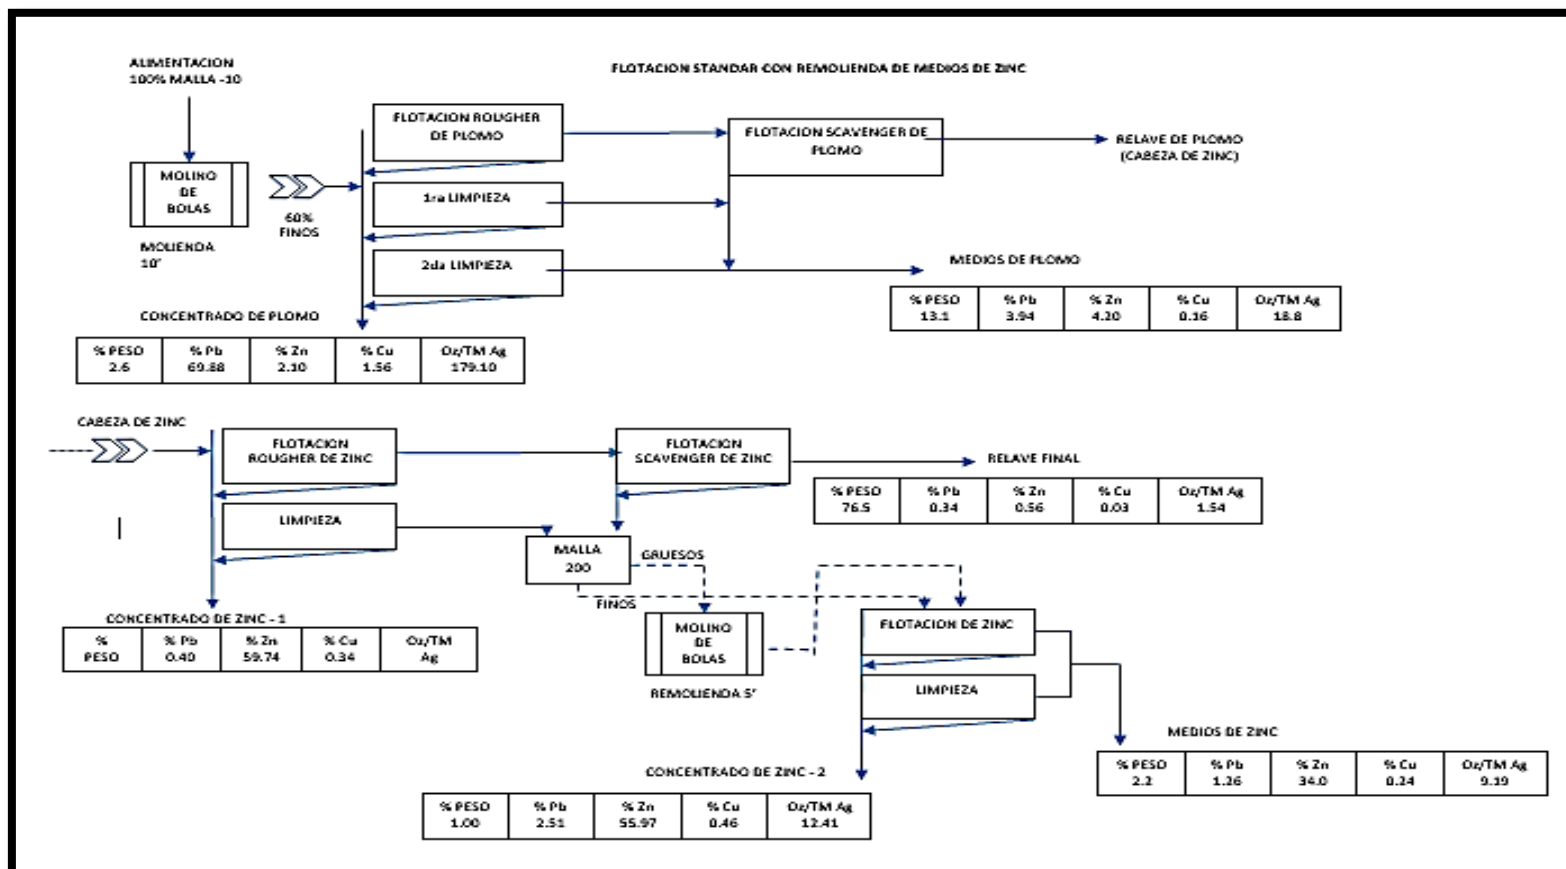 ALIMENTACION
100% MALLA -10
FLOTACION STANDAR CON REMOLIENDA DE MEDIOS DE ZINC
FLOTACION ROUGHER
DE PLOMO
FLOTACION SCAVENGER DE
PLOMO
RELAVE DE PLOMO
(CABEZA DE ZINC)
MOLINO
DE
BOLAS
60%
FINOS
1ra LIMPIEZA
MOLIENDA
10'
2da LIMPIEZA
MEDIOS DE PLOMO
% PESO % Pb % Zn % Cu Oz/TM Ag
13.1 3.94 4.20 0.16 18.8
CONCENTRADO DE PLOMO
% PESO % Pb % Zn % Cu Oz/TM Ag
2.6 69.88 2.10 1.56 179.10
CABEZA DE ZINC
FLOTACION
ROUGHER DE ZINC
FLOTACION
SCAVENGER DE ZINC
RELAVE FINAL
% PESO % Pb % Zn % Cu Oz/TM Ag
76.5 0.34 0.56 0.03 1.54
LIMPIEZA
MALLA
200
GRUESOS
FINOS
CONCENTRADO DE ZINC - 1
% % Pb % Zn % Cu Oz/TM
PESO 0.40 59.74 0.34 Ag
MOLINO
DE
BOLAS
REMOLIENDA 5'
FLOTACION DE ZINC
LIMPIEZA
MEDIOS DE ZINC
% PESO % Pb % Zn % Cu Oz/TM Ag
2.2 1.26 34.0 0.24 9.19
CONCENTRADO DE ZINC - 2
% PESO % Pb % Zn % Cu Oz/TM Ag
1.00 2.51 55.97 0.46 12.41